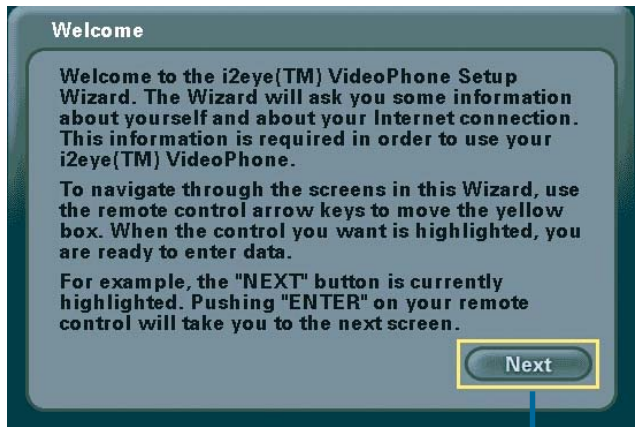 Welcome
Welcome to the i2eye(TM) VideoPhone Setup
Wizard. The Wizard will ask you some information
about yourself and about your Internet connection.
This information is required in order to use your
i2eye(TM) VideoPhone.
To navigate through the screens in this Wizard, use
the remote control arrow keys to move the yellow
box. When the control you want is highlighted, you
are ready to enter data.
For example, the "NEXT" button is currently
highlighted. Pushing "ENTER" on your remote
control will take you to the next screen.
Next